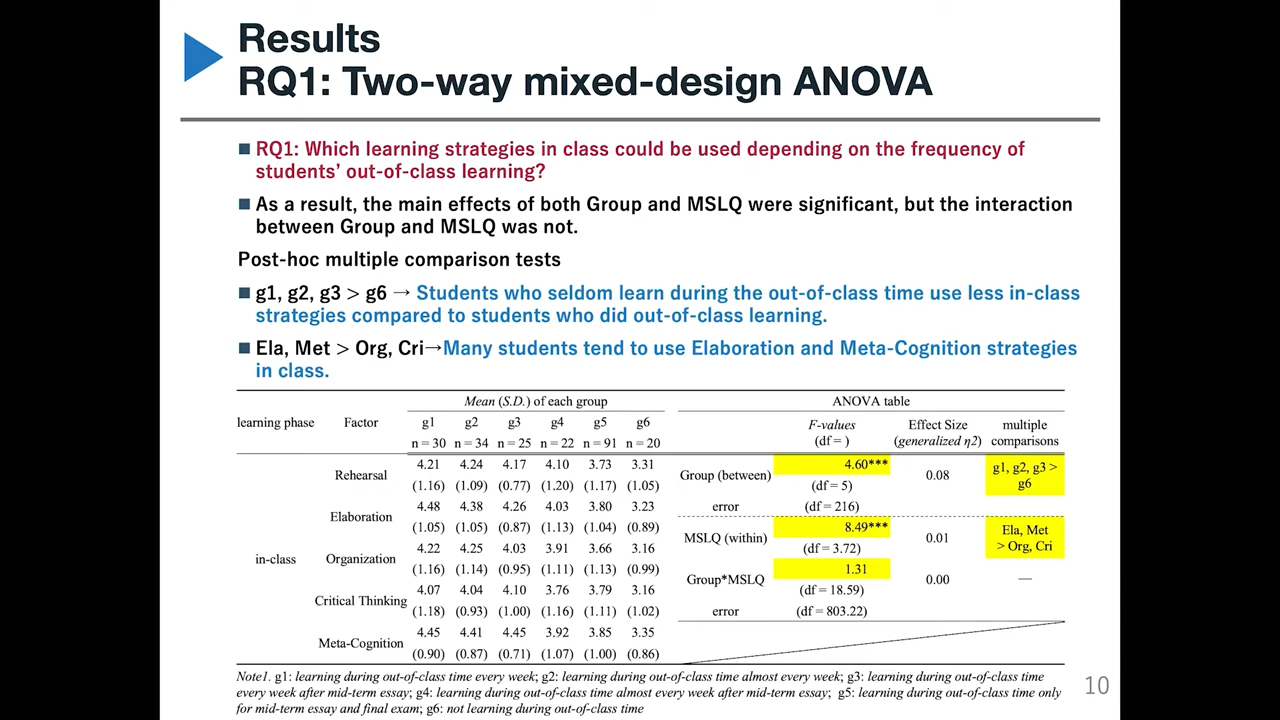 Results
RQ1: Two-way mixed-design ANOVA
■ RQ1: Which learning strategies in class could be used depending on the frequency of
students’ out-of-class learning?
■ As a result, the main effects of both Group and MSLQ were significant, but the interaction
between Group and MSLQ was not.
Post-hoc multiple comparison tests
■ g1, g2, g3 > g6 → Students who seldom learn during the out-of-class time use less in-class
strategies compared to students who did out-of-class learning.
■ Ela, Met > Org, Cri→Many students tend to use Elaboration and Meta-Cognition strategies
in class.
Mean (S.D.) of each group ANOVA table
learning phase Factor g1 g2 g3 g4 g5 g6 F-values Effect Size multiple
n = 30 n = 34 n = 25 n = 22 n = 91 n = 20 (df = ) (generalized η2) comparisons
in-class
Rehearsal 4.21 4.24 4.17 4.10 3.73 3.31
(1.16) (1.09) (0.77) (1.20) (1.17) (1.05)
Elaboration 4.48 4.38 4.26 4.03 3.80 3.23
(1.05) (1.05) (0.87) (1.13) (1.04) (0.89)
Organization 4.22 4.25 4.03 3.91 3.66 3.16
(1.16) (1.14) (0.95) (1.11) (1.13) (0.99)
Critical Thinking 4.07 4.04 4.10 3.76 3.79 3.16
(1.18) (0.93) (1.00) (1.16) (1.11) (1.02)
Meta-Cognition 4.45 4.41 4.45 3.92 3.85 3.35
(0.90) (0.87) (0.71) (1.07) (1.00) (0.86)
Group (between) 4.60*** 0.08 g1, g2, g3 >
(df = 5) g6
error (df = 216)
MSLQ (within) 8.49*** 0.01 Ela, Met
(df = 3.72) > Org, Cri
Group*MSLQ 1.31 0.00 —
(df = 18.59)
error (df = 803.22)
Note1. g1: learning during out-of-class time every week; g2: learning during out-of-class time almost every week; g3: learning during out-of-class time
every week after mid-term essay; g4: learning during out-of-class time almost every week after mid-term essay; g5: learning during out-of-class time only
for mid-term essay and final exam; g6: not learning during out-of-class time
10